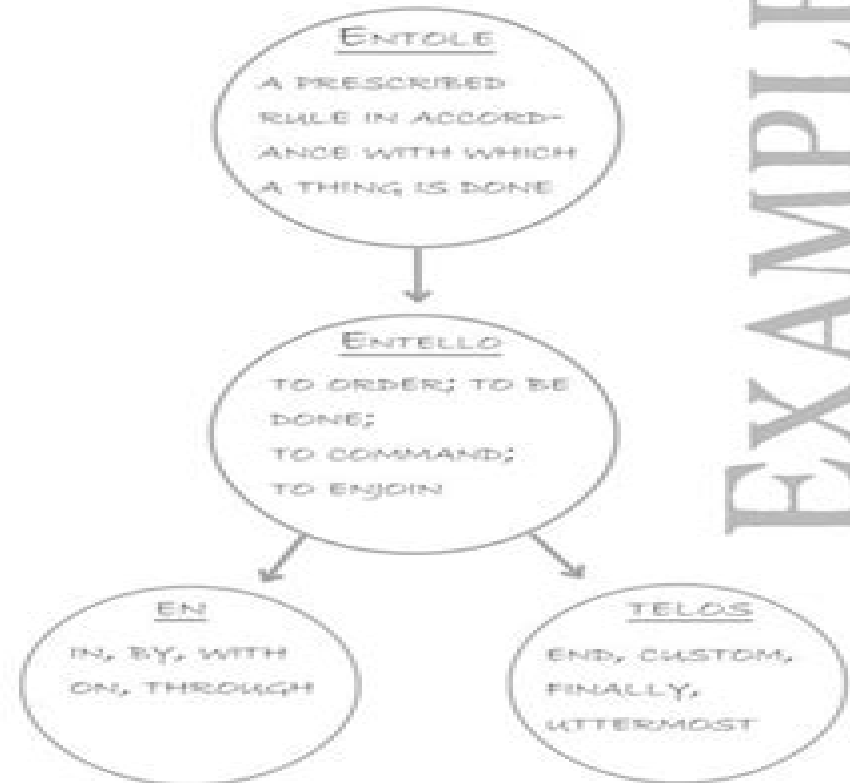 ENTOLE
A PRESCRIBED
RULE IN ACCORD-
ANCE WITH WHICH
A THING IS DONE
ENTELLO
TO ORDER; TO BE
DONE;
TO COMMAND;
TO ENJOIN
EN
IN, BY, WITH
ON, THROUGH
TELOS
END, CUSTOM,
FINALLY,
UTTERMOST
EXAMPLE